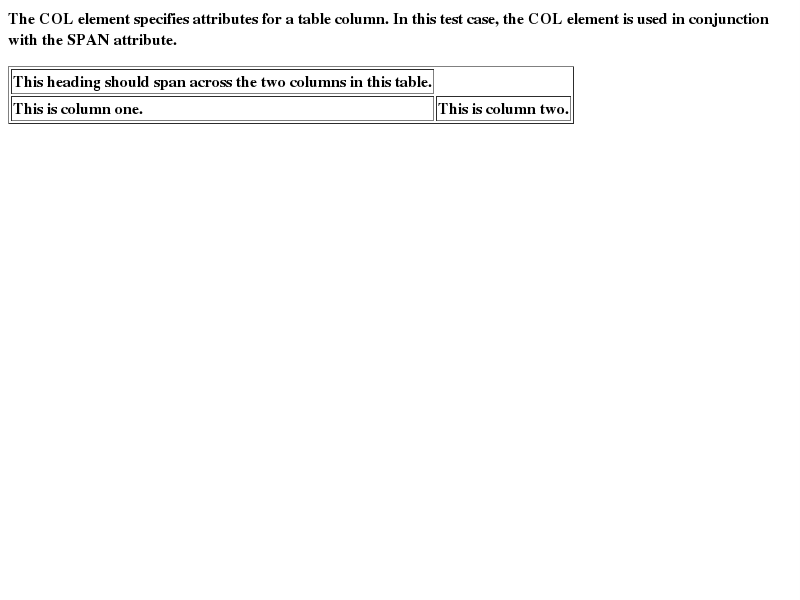 The COL element specifies attributes for a table column. In this test case, the COL element is used in conjunction
with the SPAN attribute.
This heading should span across the two columns in this table.
This is column one. This is column two.